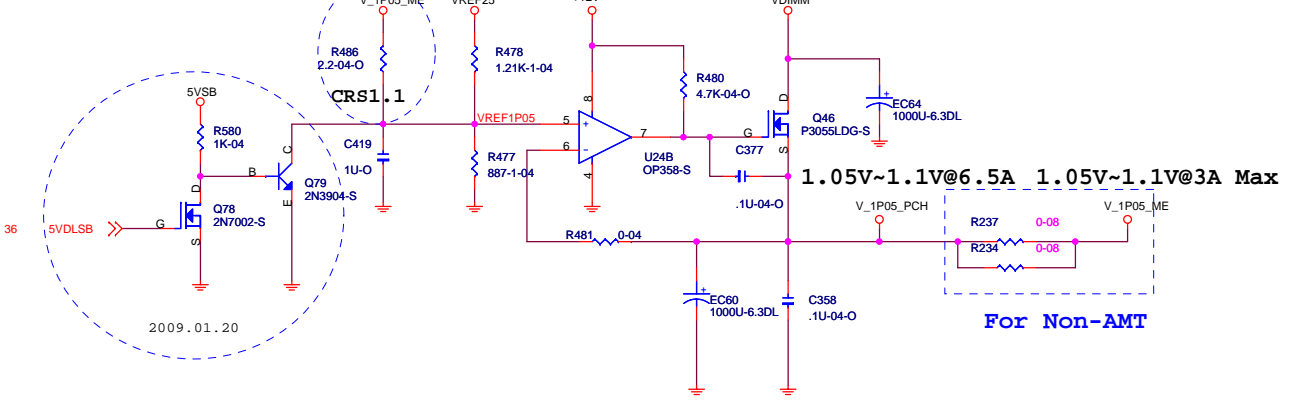 V_1P05_ME
VREF25
VDIMM
R486
2.2-04-O
R478
1.21K-1-04
R480
4.7K-04-O
CRS1.1
5VSB
R580
1K-04
VREF1P05
5
+
6
-
8
4
7
D
G
S
Q46
P3055LDG-S
+
EC64
1000U-6.3DL
C
B
E
Q79
2N3904-S
C419
1U-O
R477
887-1-04
U24B
OP358-S
C377
.1U-04-O
1.05V~1.1V@6.5A 1.05V~1.1V@3A Max
V_1P05_PCH
V_1P05_ME
R237
0-08
R234
0-08
D
G
S
Q78
2N7002-S
36
5VDLSB
R481
0-04
+
EC60
1000U-6.3DL
C358
.1U-04-O
For Non-AMT
2009.01.20